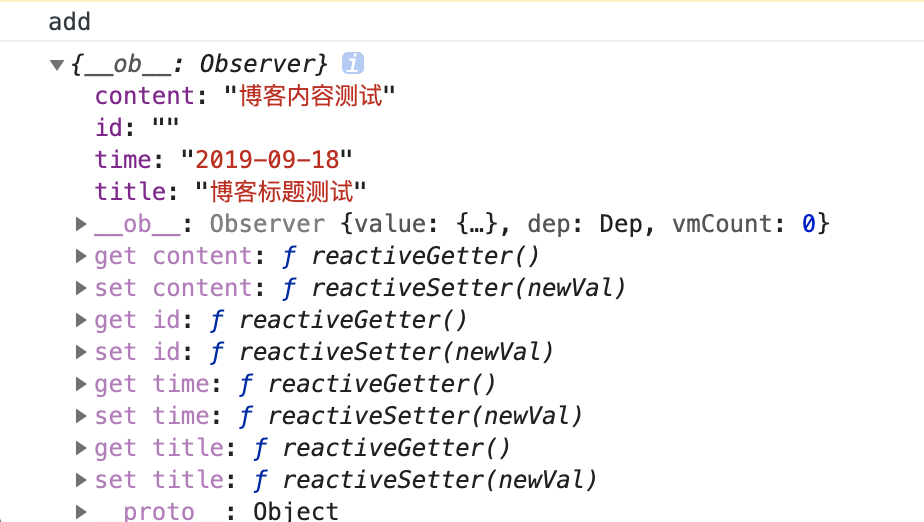 add
▼{__ob__: Observer} i
content: "博客内容测试"
id: ""
time: "2019-09-18"
title: "博客标题测试"
▶__ob__: Observer {value: {…}, dep: Dep, vmCount: 0}
▶get content: ƒ reactiveGetter()
▶set content: ƒ reactiveSetter(newVal)
▶get id: ƒ reactiveGetter()
▶set id: ƒ reactiveSetter(newVal)
▶get time: ƒ reactiveGetter()
▶set time: ƒ reactiveSetter(newVal)
▶get title: ƒ reactiveGetter()
▶set title: ƒ reactiveSetter(newVal)
▶__proto__: Object